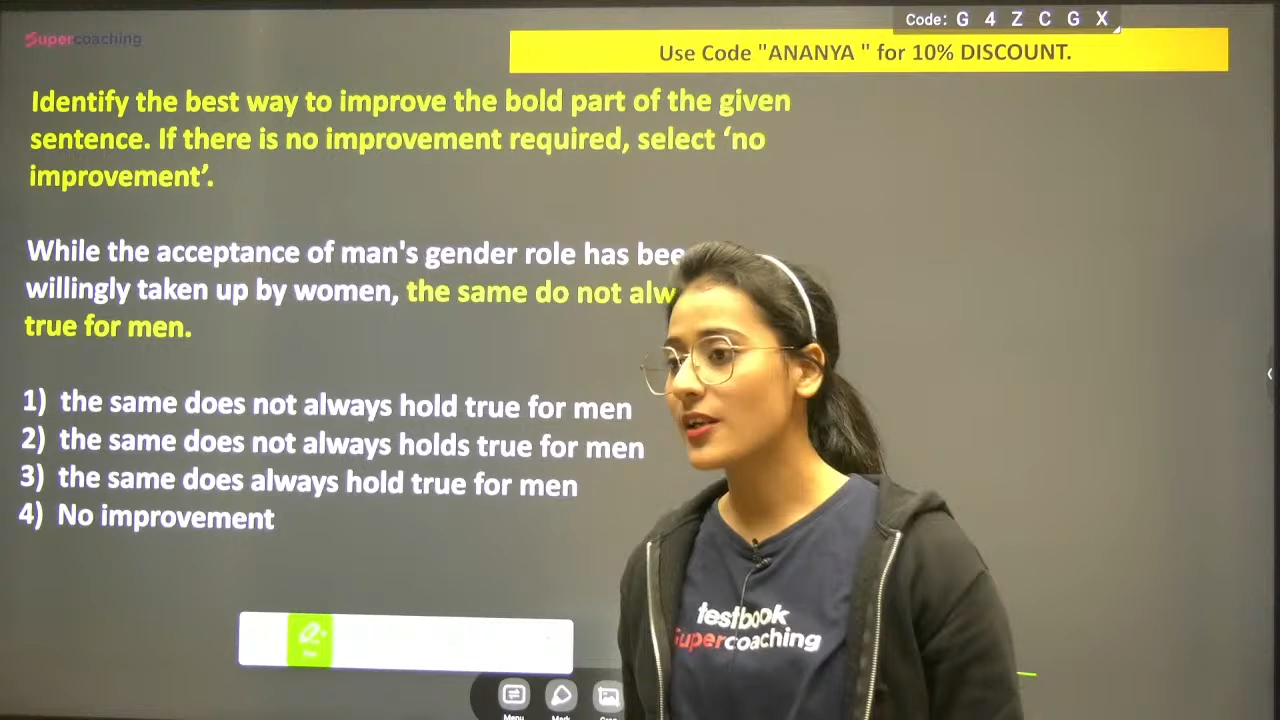 Supercoaching
Code: G 4 Z C G X
Use Code "ANANYA " for 10% DISCOUNT.
Identify the best way to improve the bold part of the given
sentence. If there is no improvement required, select ‘no
improvement’.
While the acceptance of man's gender role has bee
willingly taken up by women, the same do not alw
true for men.
1) the same does not always hold true for men
2) the same does not always holds true for men
3) the same does always hold true for men
4) No improvement
testbook
Supercoaching
Menu
Mark